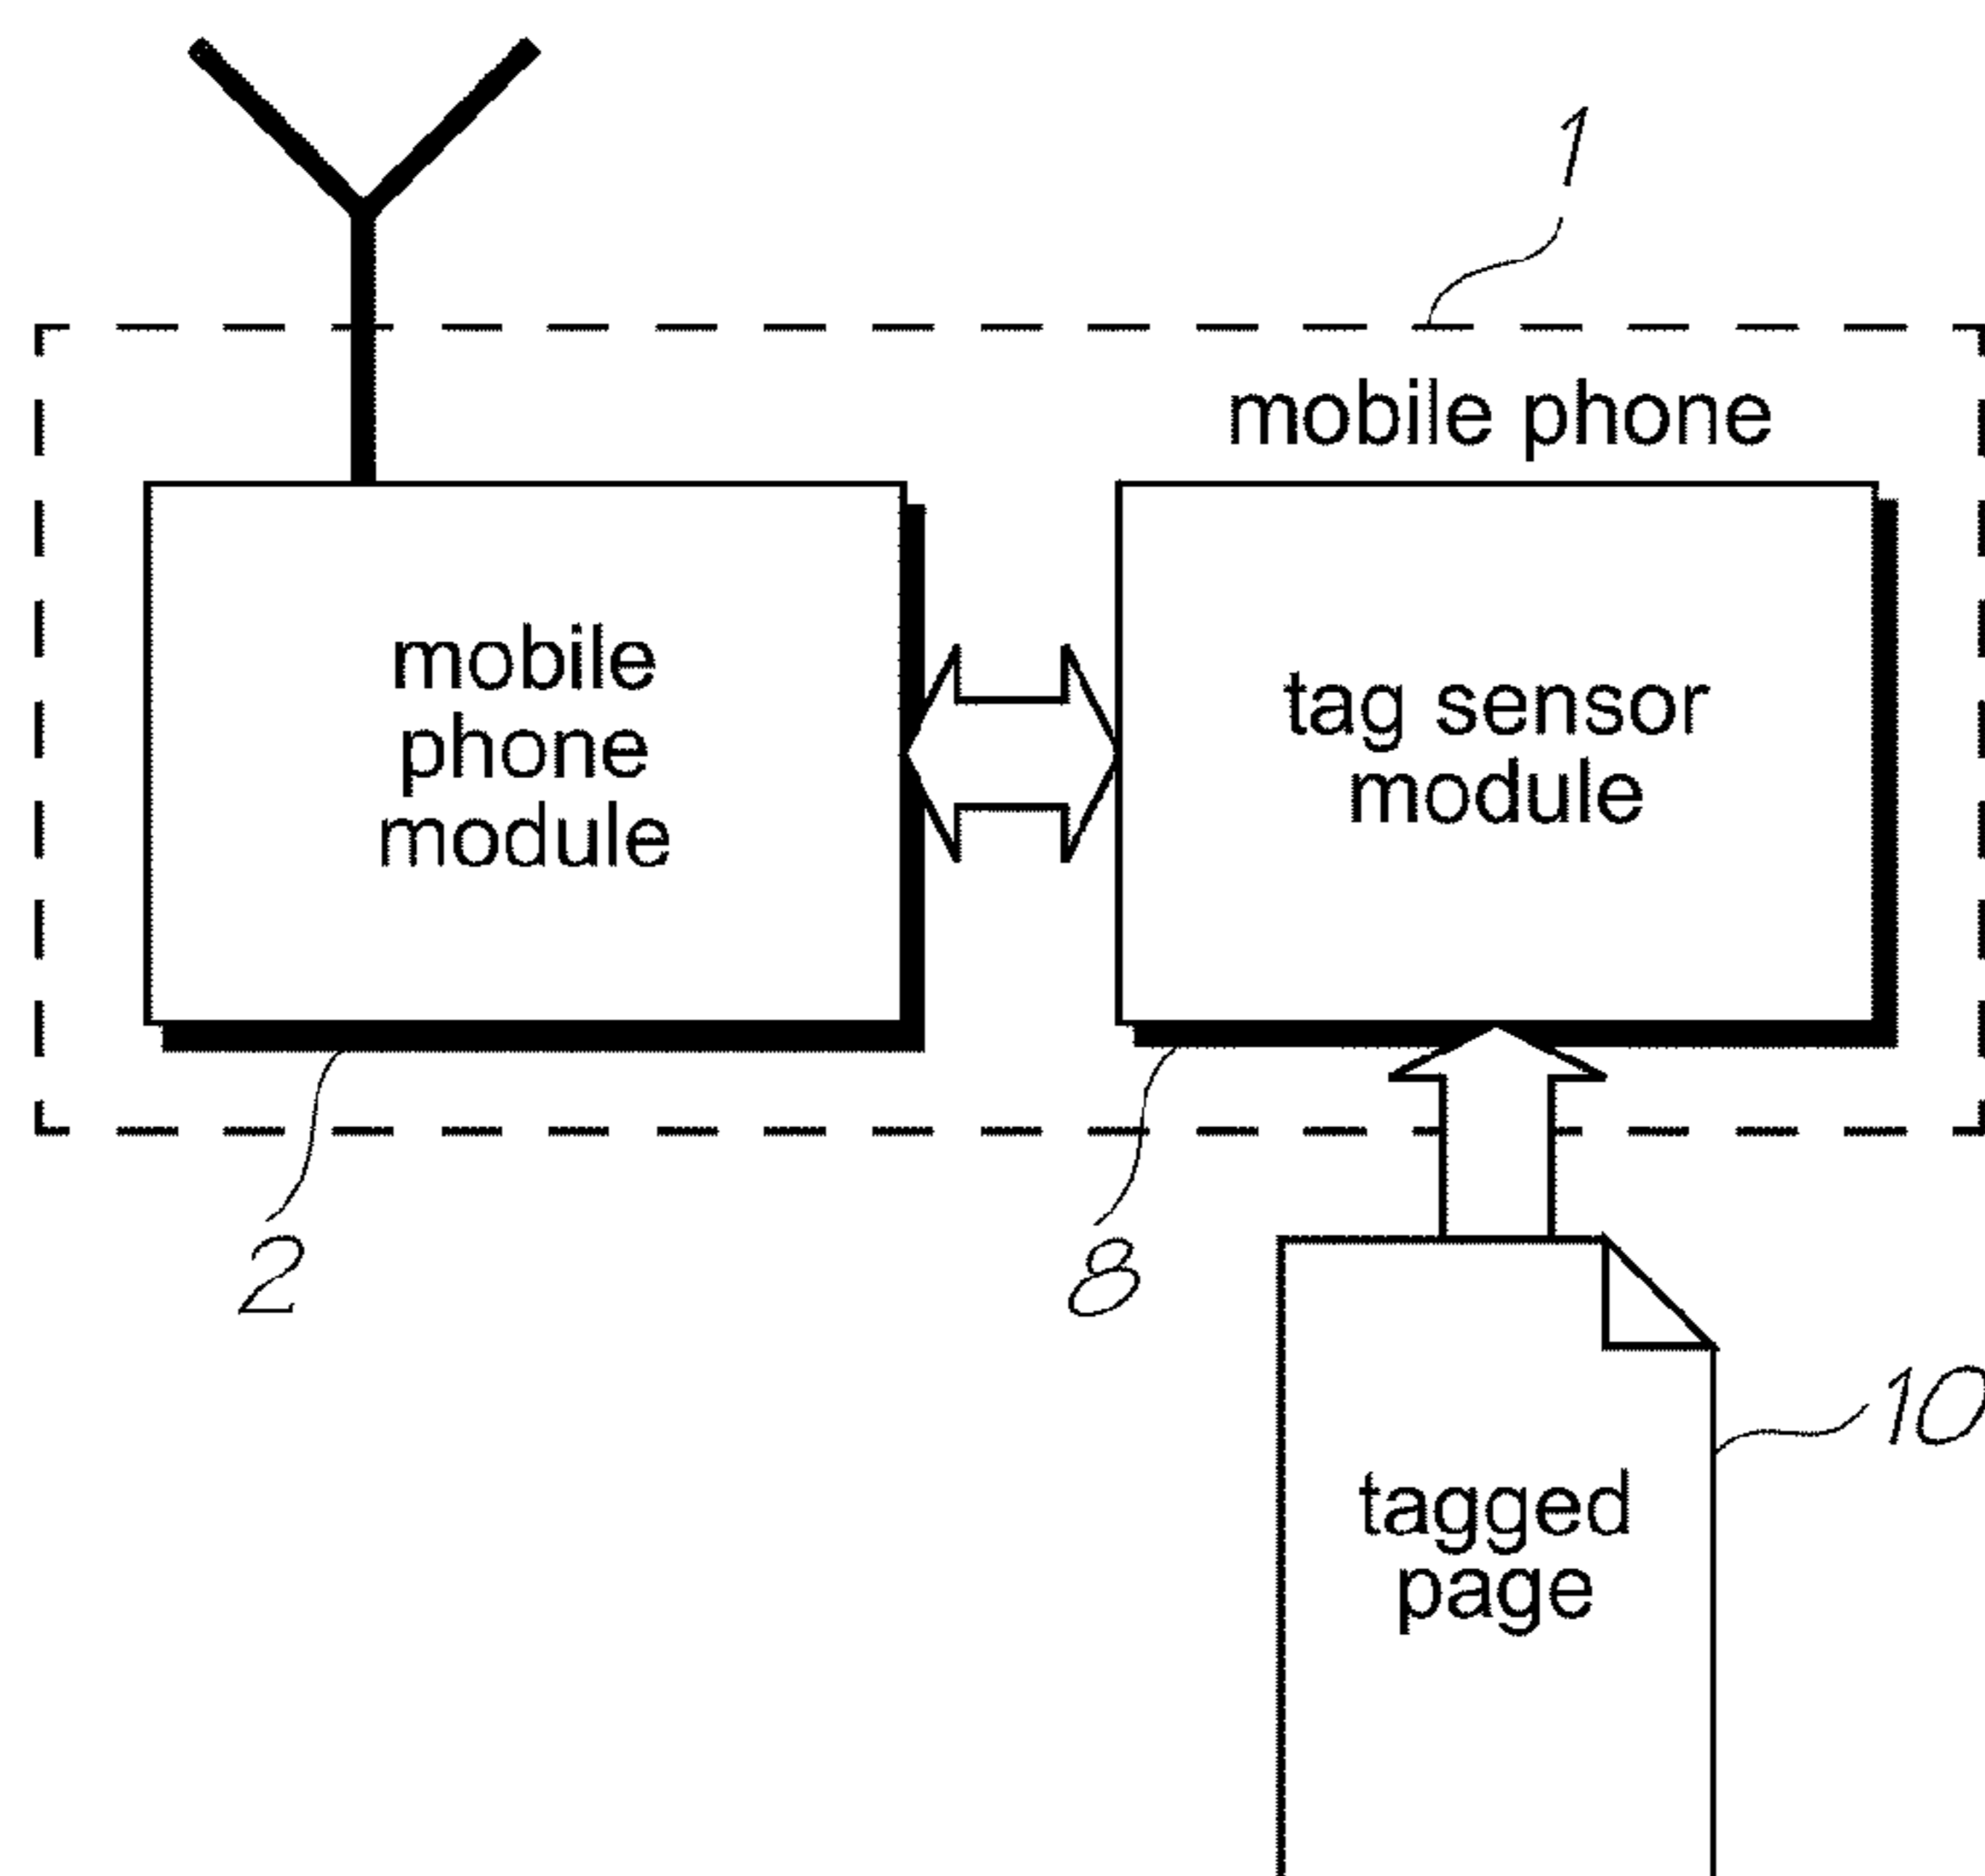 1
mobile phone
mobile
phone
module
tag sensor
module
2
8
10
tagged
page